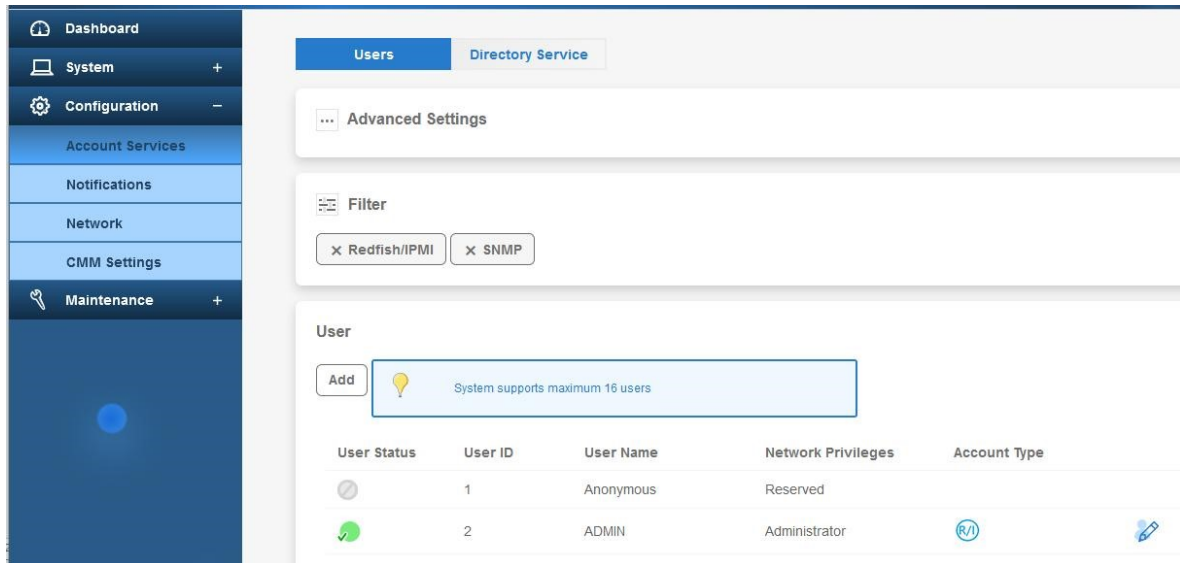 Dashboard
System +
Configuration −
Account Services
Notifications
Network
CMM Settings
Maintenance +
Users Directory Service
... Advanced Settings
Filter
× Redfish/IPMI × SNMP
User
Add System supports maximum 16 users
User Status User ID User Name Network Privileges Account Type
1 Anonymous Reserved
2 ADMIN Administrator R/I